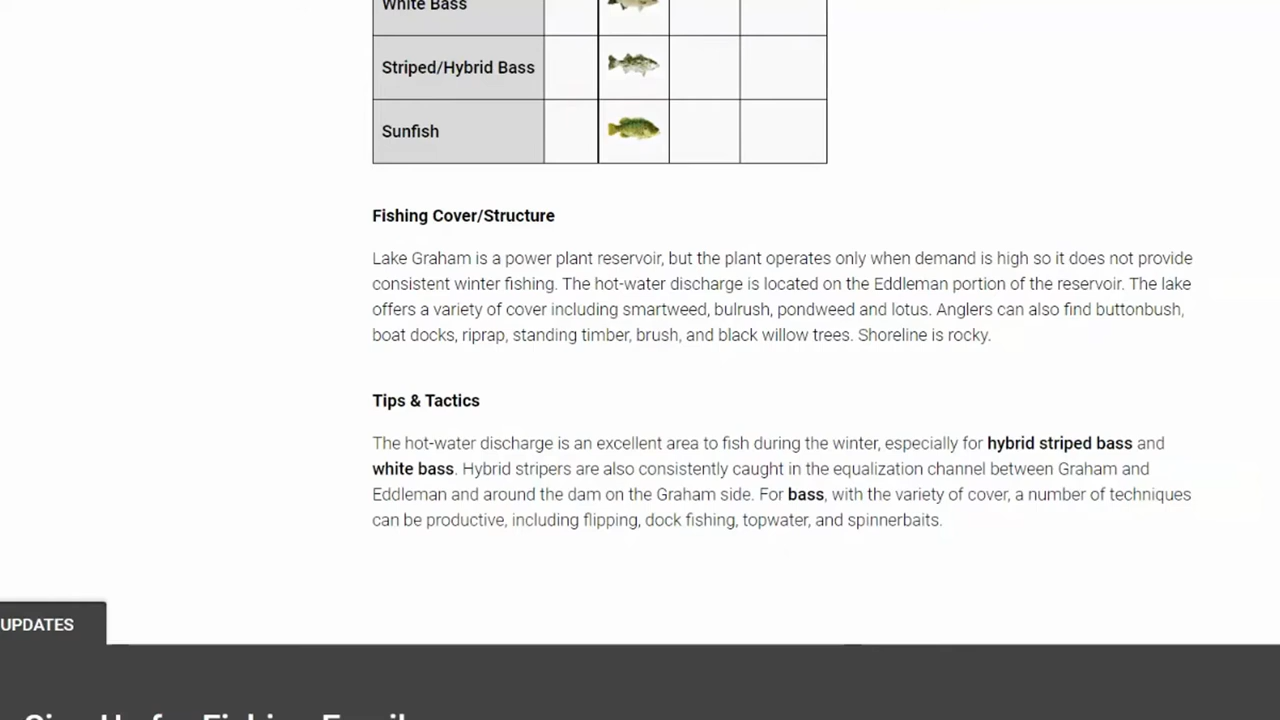 White Bass
Striped/Hybrid Bass
Sunfish
Fishing Cover/Structure
Lake Graham is a power plant reservoir, but the plant operates only when demand is high so it does not provide
consistent winter fishing. The hot-water discharge is located on the Eddleman portion of the reservoir. The lake
offers a variety of cover including smartweed, bulrush, pondweed and lotus. Anglers can also find buttonbush,
boat docks, riprap, standing timber, brush, and black willow trees. Shoreline is rocky.
Tips & Tactics
The hot-water discharge is an excellent area to fish during the winter, especially for hybrid striped bass and
white bass. Hybrid stripers are also consistently caught in the equalization channel between Graham and
Eddleman and around the dam on the Graham side. For bass, with the variety of cover, a number of techniques
can be productive, including flipping, dock fishing, topwater, and spinnerbaits.
UPDATES
Sign Up for Fishing Email